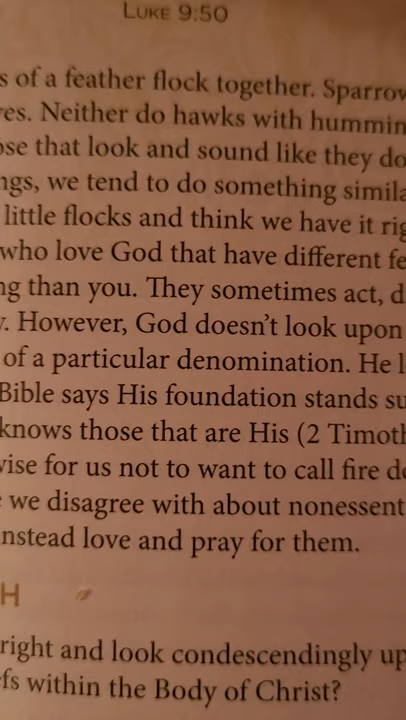 LUKE 9:50
s of a feather flock together. Sparrow
res. Neither do hawks with hummin
ose that look and sound like they do
ngs, we tend to do something simila
little flocks and think we have it rig
who love God that have different fe
ng than you. They sometimes act, d
y. However, God doesn't look upon
of a particular denomination. He l
Bible says His foundation stands su
knows those that are His (2 Timoth
wise for us not to want to call fire do
we disagree with about nonessent
nstead love and pray for them.
H
right and look condescendingly up
efs within the Body of Christ?